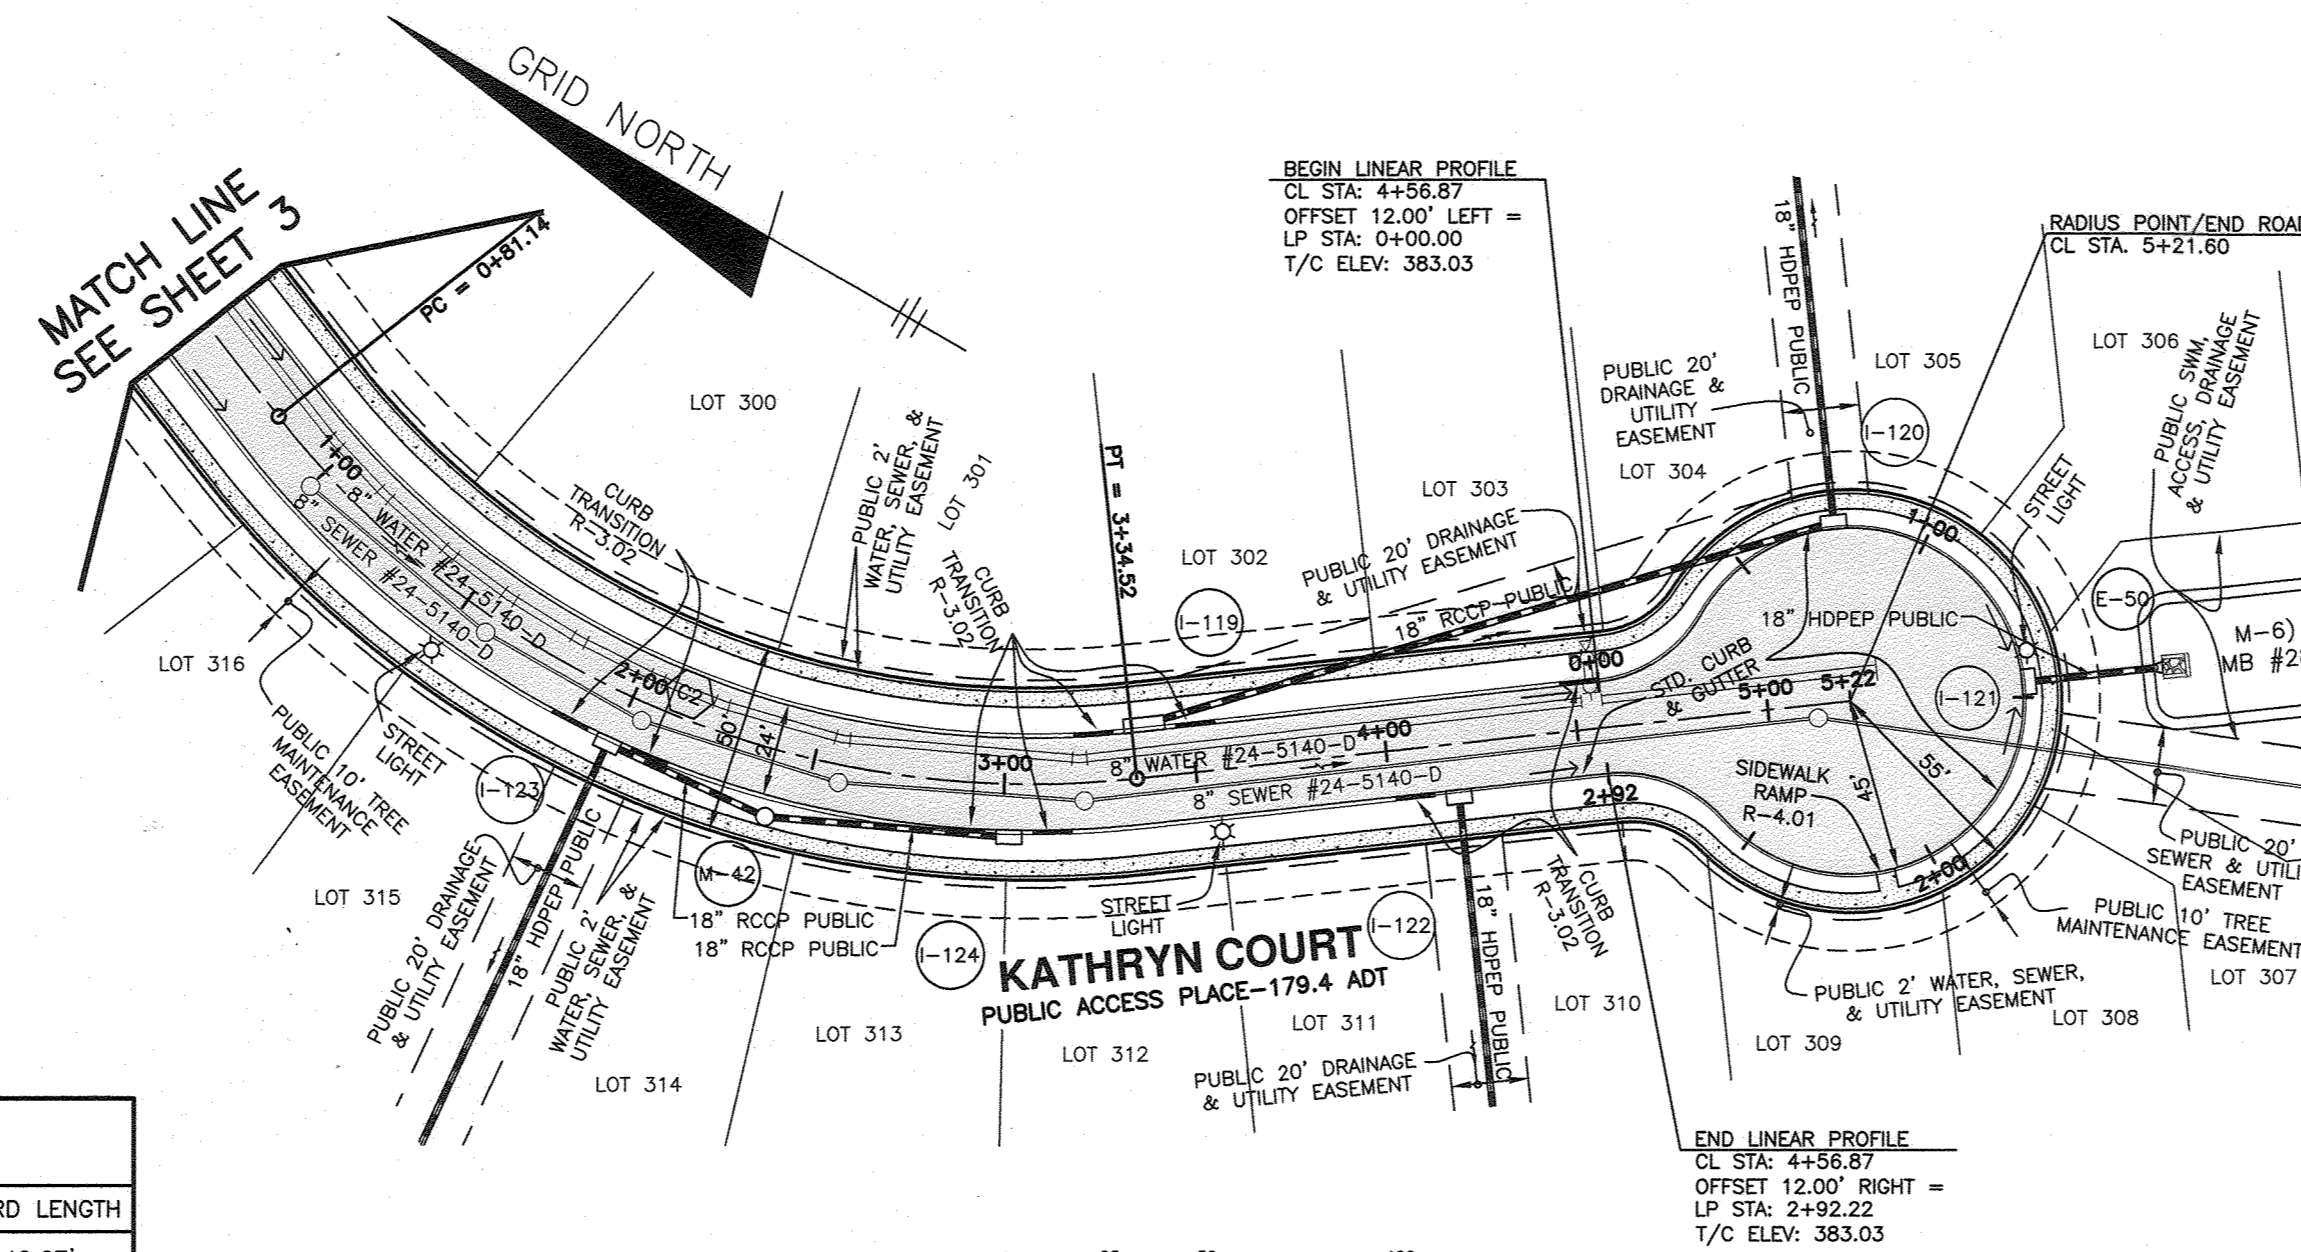 GRID NORTH
MATCH LINE
SEE SHEET 3
PC = 0+81.14
BEGIN LINEAR PROFILE
CL STA: 4+56.87
OFFSET 12.00' LEFT =
LP STA: 0+00.00
T/C ELEV: 383.03
18" HDPEP PUBLIC
RADIUS POINT/END ROAD
CL STA. 5+21.60
LOT 305
LOT 306
PUBLIC SWM,
ACCESS, DRAINAGE
& UTILITY EASEMENT
PUBLIC 20'
DRAINAGE &
UTILITY
EASEMENT
I-120
LOT 304
LOT 300
LOT 301
PUBLIC 2'
WATER, SEWER, &
UTILITY EASEMENT
PT = 3+34.52
LOT 303
STREET
LIGHT
1+00
8" WATER #24-5140-D
8" SEWER #24-5140-D
CURB
TRANSITION
R-3.02
CURB
TRANSITION
R-3.02
LOT 302
PUBLIC 20' DRAINAGE
& UTILITY EASEMENT
1+00
I-119
18" RCCP PUBLIC
18" HDPEP PUBLIC
E-50
M-6)
MB #2
LOT 316
2+00
C2
50'
24'
0+00
STD. CURB
& GUTTER
5+00
5+22
I-121
3+00
8" WATER #24-5140-D
4+00
8" SEWER #24-5140-D
2+92
SIDEWALK
RAMP
R-4.01
45'
55'
PUBLIC 10' TREE
MAINTENANCE
EASEMENT
STREET
LIGHT
I-123
LOT 315
PUBLIC 20' DRAINAGE
& UTILITY EASEMENT
18" HDPEP PUBLIC
PUBLIC 2'
WATER, SEWER, &
UTILITY EASEMENT
M-42
18" RCCP PUBLIC
18" RCCP PUBLIC
I-124
STREET
LIGHT
KATHRYN COURT
PUBLIC ACCESS PLACE-179.4 ADT
I-122
18" HDPEP PUBLIC
CURB
TRANSITION
R-3.02
2+00
PUBLIC 20'
SEWER & UTILI
EASEMENT
PUBLIC 10' TREE
MAINTENANCE EASEMENT
LOT 307
PUBLIC 2' WATER, SEWER,
& UTILITY EASEMENT
LOT 308
LOT 309
LOT 310
LOT 311
LOT 312
LOT 313
LOT 314
PUBLIC 20' DRAINAGE
& UTILITY EASEMENT
END LINEAR PROFILE
CL STA: 4+56.87
OFFSET 12.00' RIGHT =
LP STA: 2+92.22
T/C ELEV: 383.03
RD LENGTH